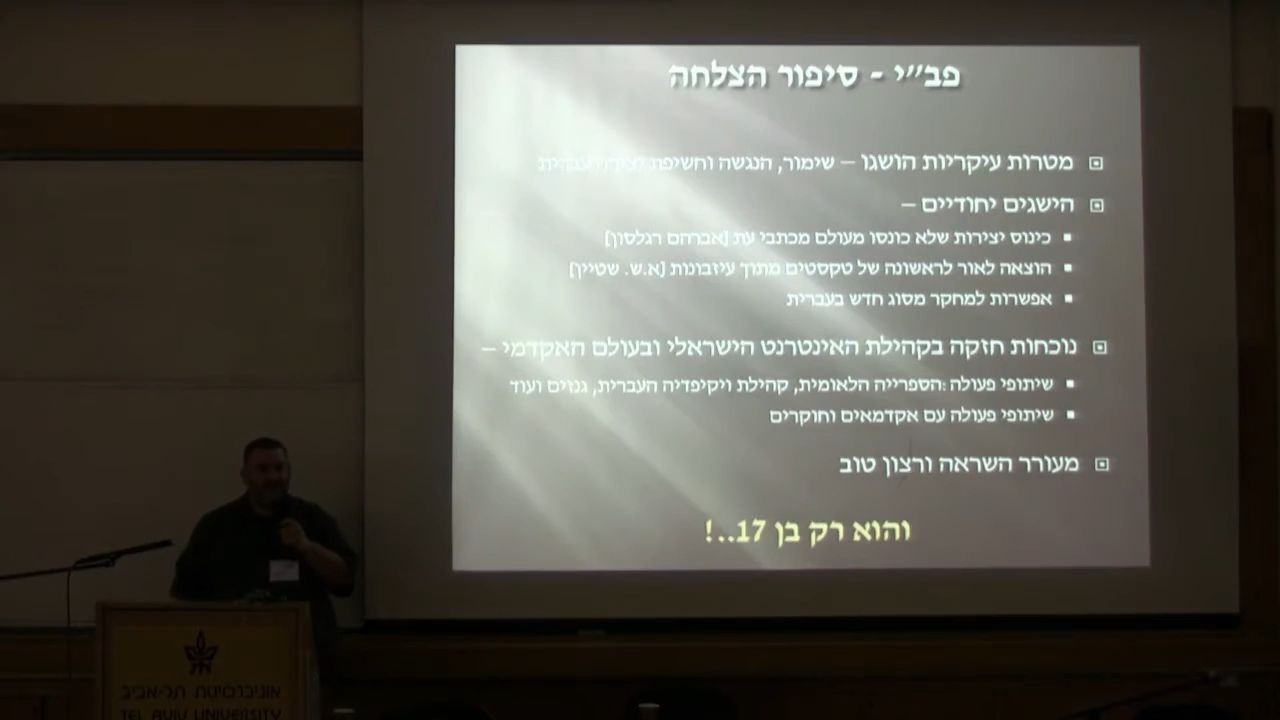 פב״י - סיפור הצלחה
מטרות עיקריות הושגו – שימור, הנגשה וחשיפת יצירה עברית
הישגים יחודיים –
כינוס יצירות שלא כונסו מעולם מכתבי עת [אברהם רגלסון]
הוצאה לאור לראשונה של טקסטים מתוך עיזבונות [א.ש. שטיין]
אפשרות למחקר מסוג חדש בעברית
נוכחות חזקה בקהילת האינטרנט הישראלי ובעולם האקדמי –
שיתופי פעולה :הספרייה הלאומית, קהילת ויקיפדיה העברית, גנזים ועוד
שיתופי פעולה עם אקדמאים וחוקרים
מעורר השראה ורצון טוב
והוא רק בן 17..!
אוניברסיטת תל-אביב
TEL AVIV UNIVERSITY